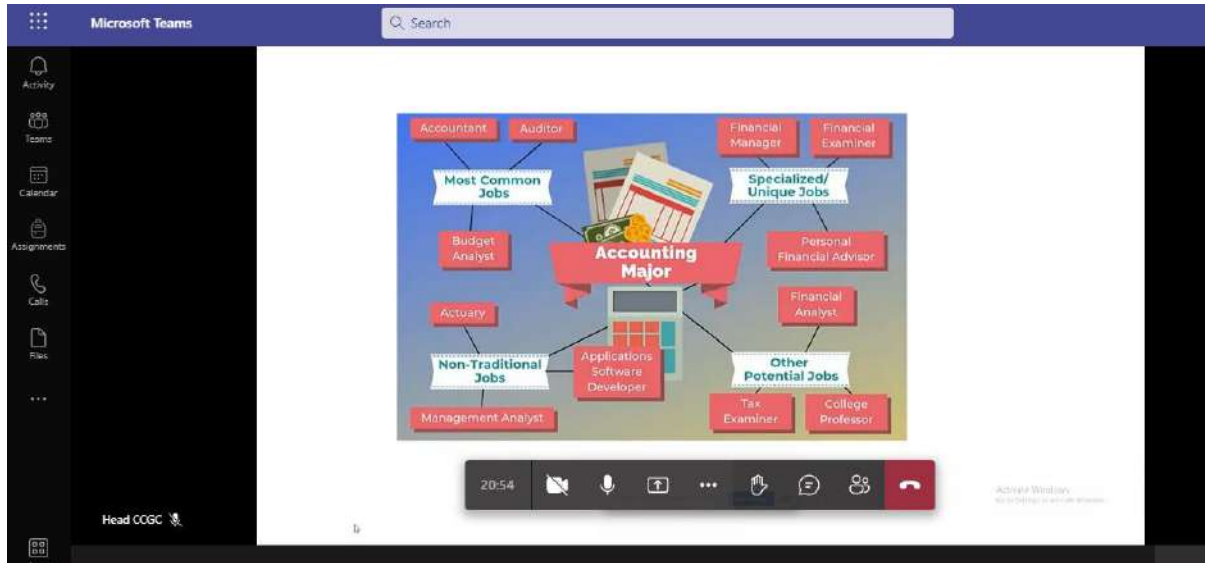 Microsoft Teams
Search
Activity
Teams
Calendar
Assignments
Calls
Files
Accountant
Auditor
Most Common
Jobs
Budget
Analyst
Financial
Manager
Financial
Examiner
Specialized/
Unique Jobs
Personal
Financial Advisor
Accounting
Major
Actuary
Non-Traditional
Jobs
Applications
Software
Developer
Management Analyst
Financial
Analyst
Other
Potential Jobs
Tax
Examiner
College
Professor
20:54
Head CCGC
Activate Windows